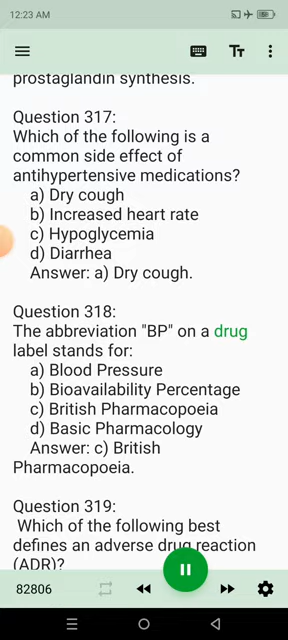 12:23 AM
prostaglandin synthesis.
Question 317:
Which of the following is a
common side effect of
antihypertensive medications?
a) Dry cough
b) Increased heart rate
c) Hypoglycemia
d) Diarrhea
Answer: a) Dry cough.
Question 318:
The abbreviation "BP" on a drug
label stands for:
a) Blood Pressure
b) Bioavailability Percentage
c) British Pharmacopoeia
d) Basic Pharmacology
Answer: c) British
Pharmacopoeia.
Question 319:
Which of the following best
defines an adverse drug reaction
(ADR)?
82806